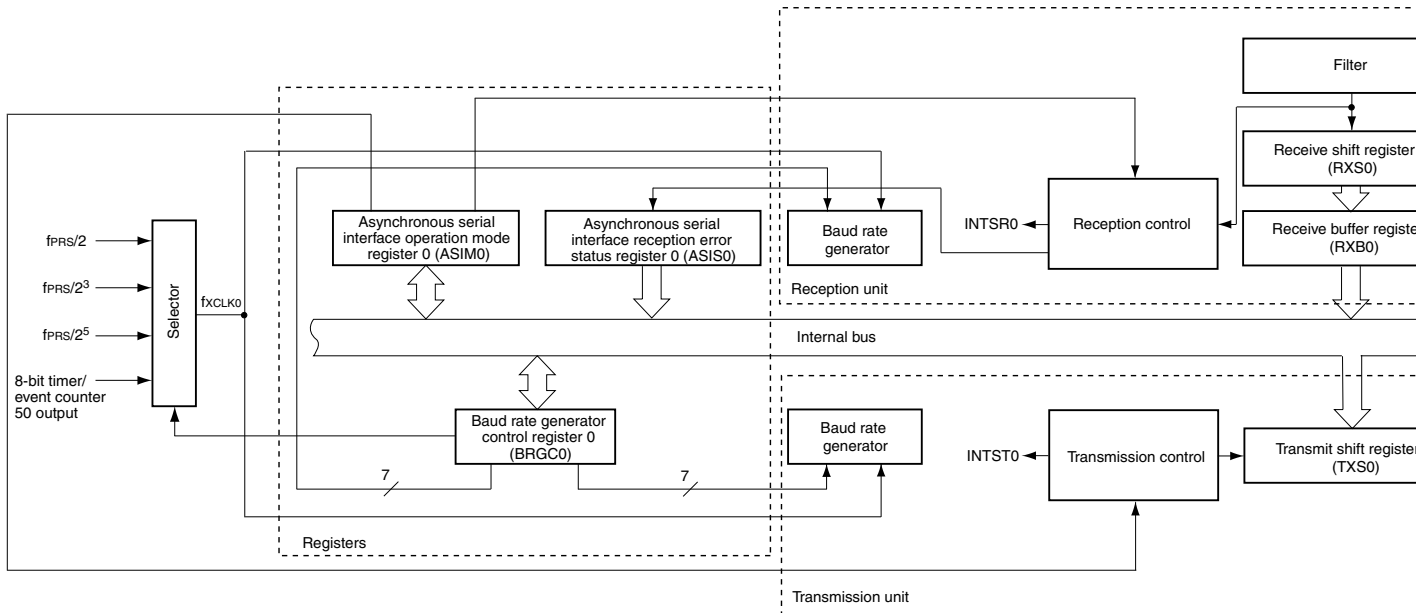 Filter
Receive shift register
(RXS0)
Receive buffer register
(RXB0)
Reception control
INTSR0
Baud rate
generator
Reception unit
Asynchronous serial
interface operation mode
register 0 (ASIM0)
Asynchronous serial
interface reception error
status register 0 (ASIS0)
fPRS/2
fPRS/2³
fPRS/2⁵
8-bit timer/
event counter
50 output
Selector
fXCLK0
Internal bus
Baud rate generator
control register 0
(BRGC0)
7
7
Registers
Baud rate
generator
INTST0
Transmission control
Transmit shift register
(TXS0)
Transmission unit